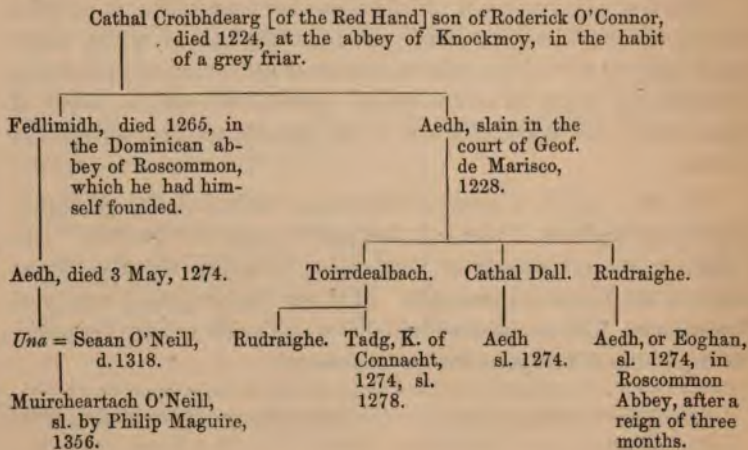 Cathal Croibhdearg [of the Red Hand] son of Roderick O'Connor,
died 1224, at the abbey of Knockmoy, in the habit
of a grey friar.
Fedlimidh, died 1265, in
the Dominican ab-
bey of Roscommon,
which he had him-
self founded.
Aedh, slain in the
court of Geof.
de Marisco,
1228.
Aedh, died 3 May, 1274.
Toirrdealbach.
Cathal Dall.
Rudraighe.
Una = Seaan O'Neill,
d. 1318.
Rudraighe.
Tadg, K. of
Connacht,
1274, sl.
1278.
Aedh
sl. 1274.
Aedh, or Eoghan,
sl. 1274, in
Roscommon
Abbey, after a
reign of three
months.
Muircheartach O'Neill,
sl. by Philip Maguire,
1356.